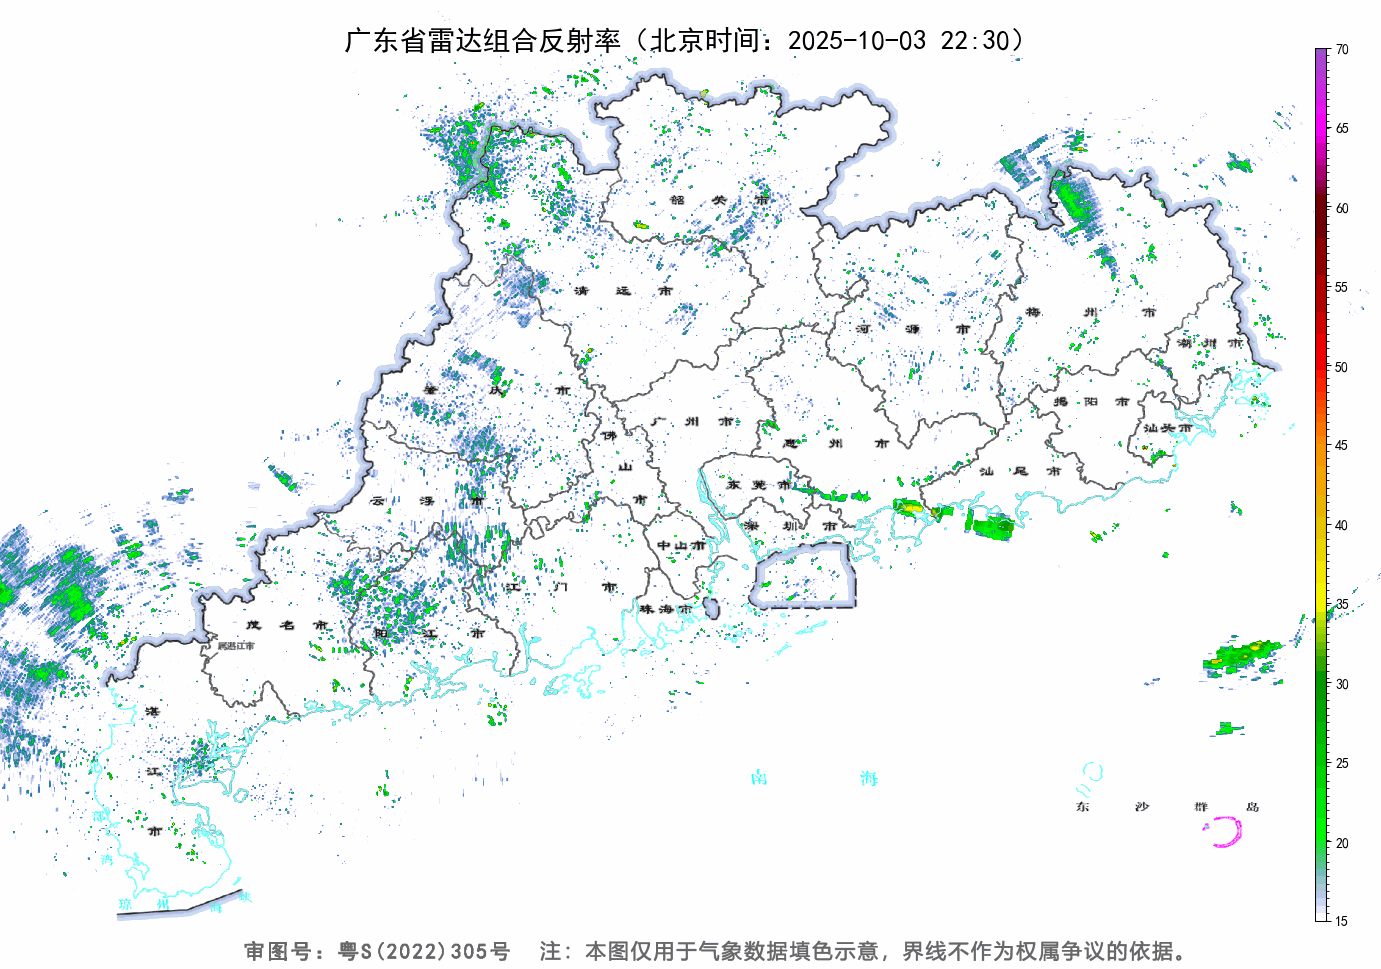 广东省雷达组合反射率（北京时间：2025-10-03 22:30）
70
65
60
55
50
45
40
35
30
25
20
15
韶关市
清远市
河源市
梅州市
潮州市
肇庆市
广州市
佛山市
惠州市
揭阳市
汕头市
汕尾市
云浮市
东莞市
深圳市
中山市
江门市
珠海市
茂名市
阳江市
属湛江市
湛江市
南海
东沙群岛
湾
琼州海峡
审图号：粤S(2022)305号 注：本图仅用于气象数据填色示意，界线不作为权属争议的依据。